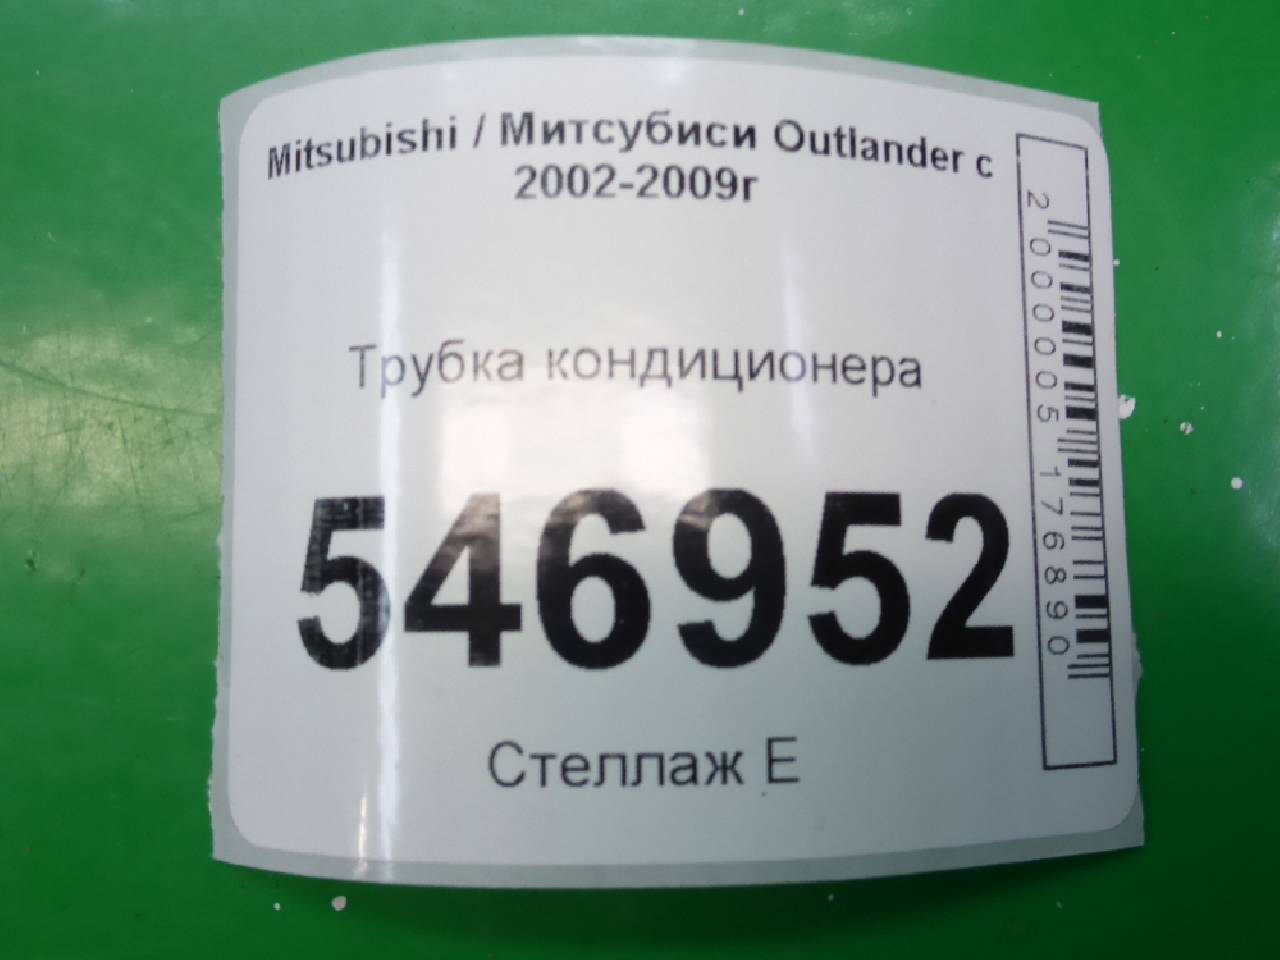 Mitsubishi / Митсубиси Outlander с
2002-2009г
Трубка кондиционера
546952
Стеллаж Е
2000005176890